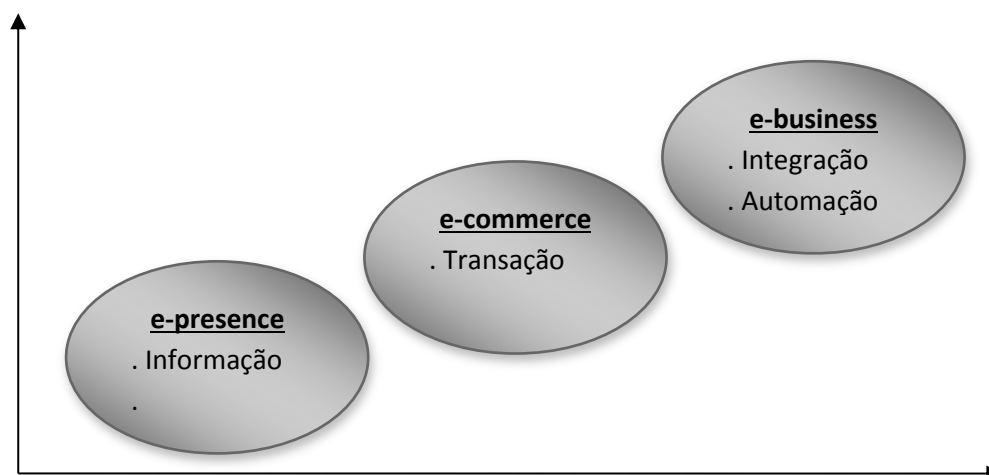 e-business
. Integração
. Automação
e-commerce
. Transação
e-presence
. Informação
.